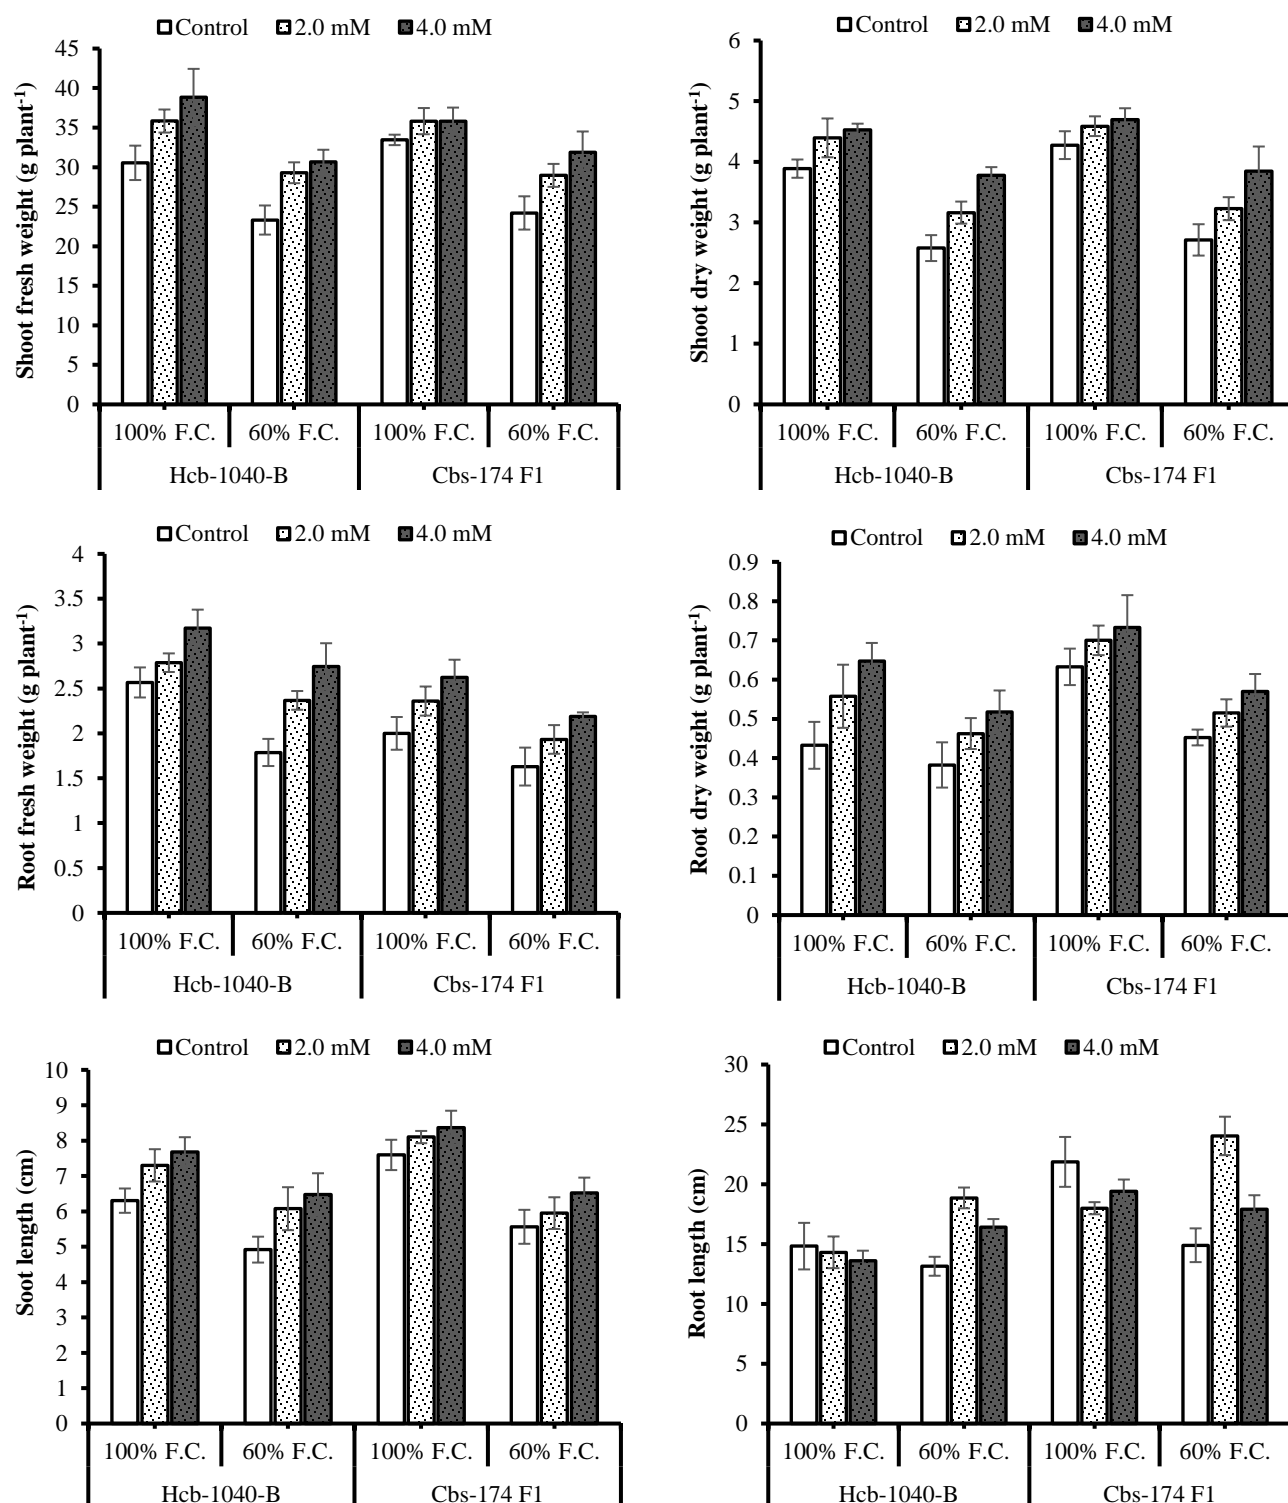 Control 2.0 mM 4.0 mM
Shoot fresh weight (g plant-1)
45
40
35
30
25
20
15
10
5
0
100% F.C. 60% F.C. 100% F.C. 60% F.C.
Hcb-1040-B Cbs-174 F1
Control 2.0 mM 4.0 mM
Shoot dry weight (g plant-1)
6
5
4
3
2
1
0
100% F.C. 60% F.C. 100% F.C. 60% F.C.
Hcb-1040-B Cbs-174 F1
Control 2.0 mM 4.0 mM
Root fresh weight (g plant-1)
4
3.5
3
2.5
2
1.5
1
0.5
0
100% F.C. 60% F.C. 100% F.C. 60% F.C.
Hcb-1040-B Cbs-174 F1
Control 2.0 mM 4.0 mM
Root dry weight (g plant-1)
0.9
0.8
0.7
0.6
0.5
0.4
0.3
0.2
0.1
0
100% F.C. 60% F.C. 100% F.C. 60% F.C.
Hcb-1040-B Cbs-174 F1
Control 2.0 mM 4.0 mM
Soot length (cm)
10
9
8
7
6
5
4
3
2
1
0
100% F.C. 60% F.C. 100% F.C. 60% F.C.
Hcb-1040-B Cbs-174 F1
Control 2.0 mM 4.0 mM
Root length (cm)
30
25
20
15
10
5
0
100% F.C. 60% F.C. 100% F.C. 60% F.C.
Hcb-1040-B Cbs-174 F1